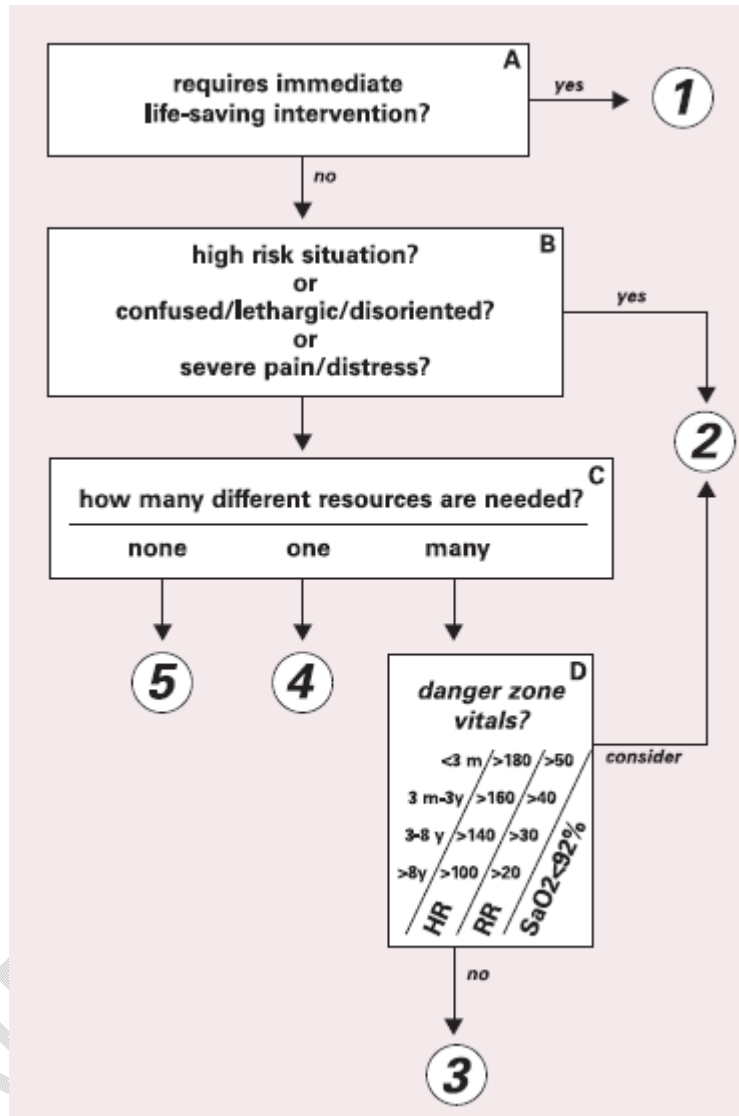 A
requires immediate
life-saving intervention?
yes
1
no
B
high risk situation?
or
confused/lethargic/disoriented?
or
severe pain/distress?
yes
2
C
how many different resources are needed?
none one many
5 4
D
danger zone
vitals?
<3 m >180 >50
3 m-3y >160 >40
3-8 y >140 >30
>8y >100 >20
HR RR SaO2<92%
consider
no
3